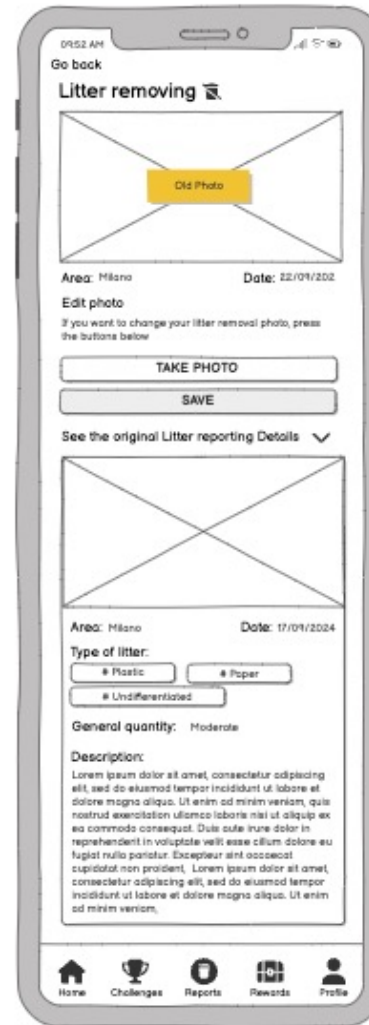 09:52 AM
Go back
Litter removing
Old Photo
Area: Milano Date: 22/09/202
Edit photo
If you want to change your litter removal photo, press
the buttons below
TAKE PHOTO
SAVE
See the original Litter reporting Details
Area: Milano Date: 17/09/2024
Type of litter:
# Plastic # Paper
# Undifferentiated
General quantity: Moderate
Description:
Lorem ipsum dolor sit amet, consectetur adipiscing
elit, sed do eiusmod tempor incididunt ut labore et
dolore magna aliqua. Ut enim ad minim veniam, quis
nostrud exercitation ullamco laboris nisi ut aliquip ex
ea commodo consequat. Duis aute irure dolor in
reprehenderit in voluptate velit esse cillum dolore eu
fugiat nulla pariatur. Excepteur sint occaecat
cupidatat non proident, Lorem ipsum dolor sit amet,
consectetur adipiscing elit, sed do eiusmod tempor
incididunt ut labore et dolore magna aliqua. Ut enim
ad minim veniam,
Home Challenges Reports Rewards Profile